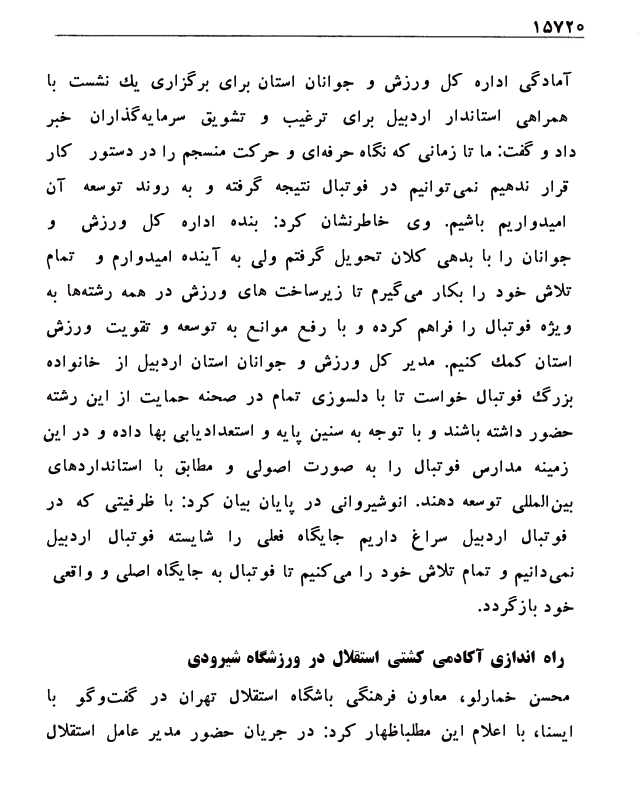 ۱۵۷۲۰
آمادگی اداره کل ورزش و جوانان استان برای برگزاری یك نشست با
همراهی استاندار اردبیل برای ترغیب و تشویق سرمایه‌گذاران خبر
داد و گفت: ما تا زمانی که نگاه حرفه‌ای و حرکت منسجم را در دستور کار
قرار ندهیم نمی‌توانیم در فوتبال نتیجه گرفته و به روند توسعه آن
امیدواریم باشیم. وی خاطرنشان کرد: بنده اداره کل ورزش و
جوانان را با بدهی کلان تحویل گرفتم ولی به آینده امیدوارم و تمام
تلاش خود را بکار می‌گیرم تا زیرساخت های ورزش در همه رشته‌ها به
ویژه فوتبال را فراهم کرده و با رفع موانع به توسعه و تقویت ورزش
استان کمك کنیم. مدیر کل ورزش و جوانان استان اردبیل از خانواده
بزرگ فوتبال خواست تا با دلسوزی تمام در صحنه حمایت از این رشته
حضور داشته باشند و با توجه به سنین پایه و استعدادیابی بها داده و در این
زمینه مدارس فوتبال را به صورت اصولی و مطابق با استانداردهای
بین‌المللی توسعه دهند. انوشیروانی در پایان بیان کرد: با ظرفیتی که در
فوتبال اردبیل سراغ داریم جایگاه فعلی را شایسته فوتبال اردبیل
نمی‌دانیم و تمام تلاش خود را می‌کنیم تا فوتبال به جایگاه اصلی و واقعی
خود بازگردد.
راه اندازی آکادمی کشتی استقلال در ورزشگاه شیرودی
محسن خمارلو، معاون فرهنگی باشگاه استقلال تهران در گفت‌وگو با
ایسنا، با اعلام این مطلباظهار کرد: در جریان حضور مدیر عامل استقلال